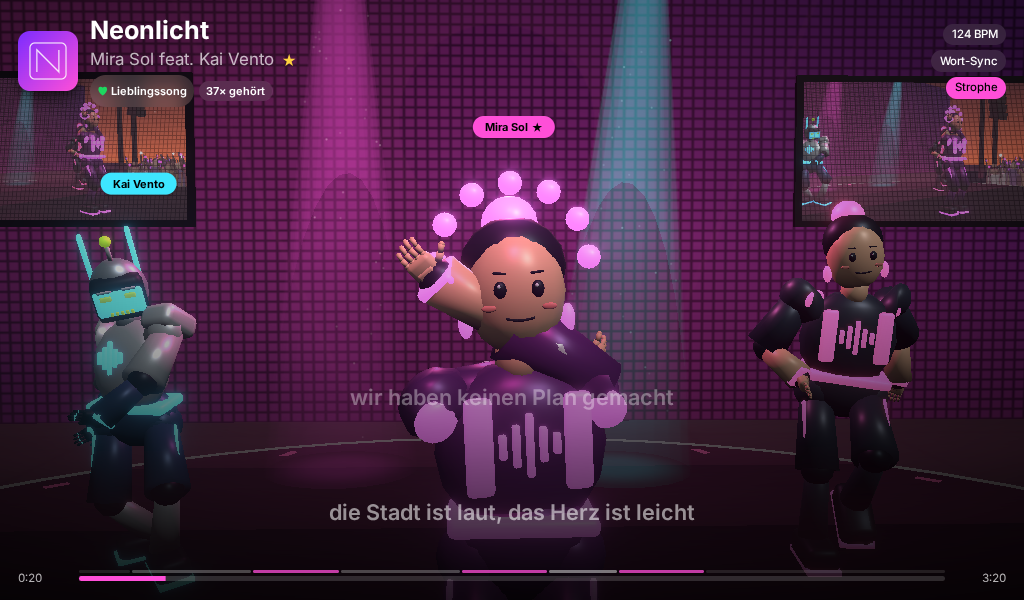 Neonlicht
Mira Sol feat. Kai Vento ★
Lieblingssong
37× gehört
124 BPM
Wort-Sync
Strophe
N
Mira Sol ★
Kai Vento
wir haben keinen Plan gemacht
die Stadt ist laut, das Herz ist leicht
0:20
3:20